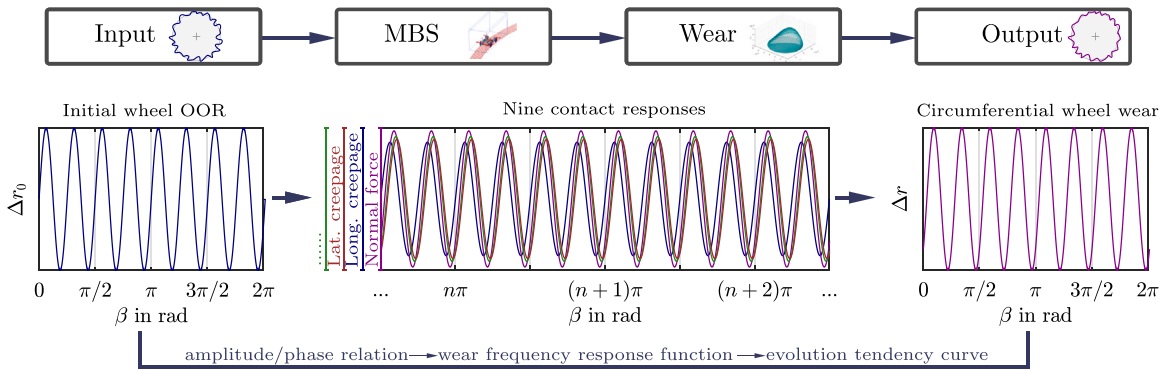 Input
MBS
Wear
Output
Initial wheel OOR
Nine contact responses
Circumferential wheel wear
Δr₀
......
Lat. creepage
Long. creepage
Normal force
Δr
0 π/2 π 3π/2 2π
... nπ (n + 1)π (n + 2)π ...
0 π/2 π 3π/2 2π
β in rad
β in rad
β in rad
amplitude/phase relation → wear frequency response function → evolution tendency curve